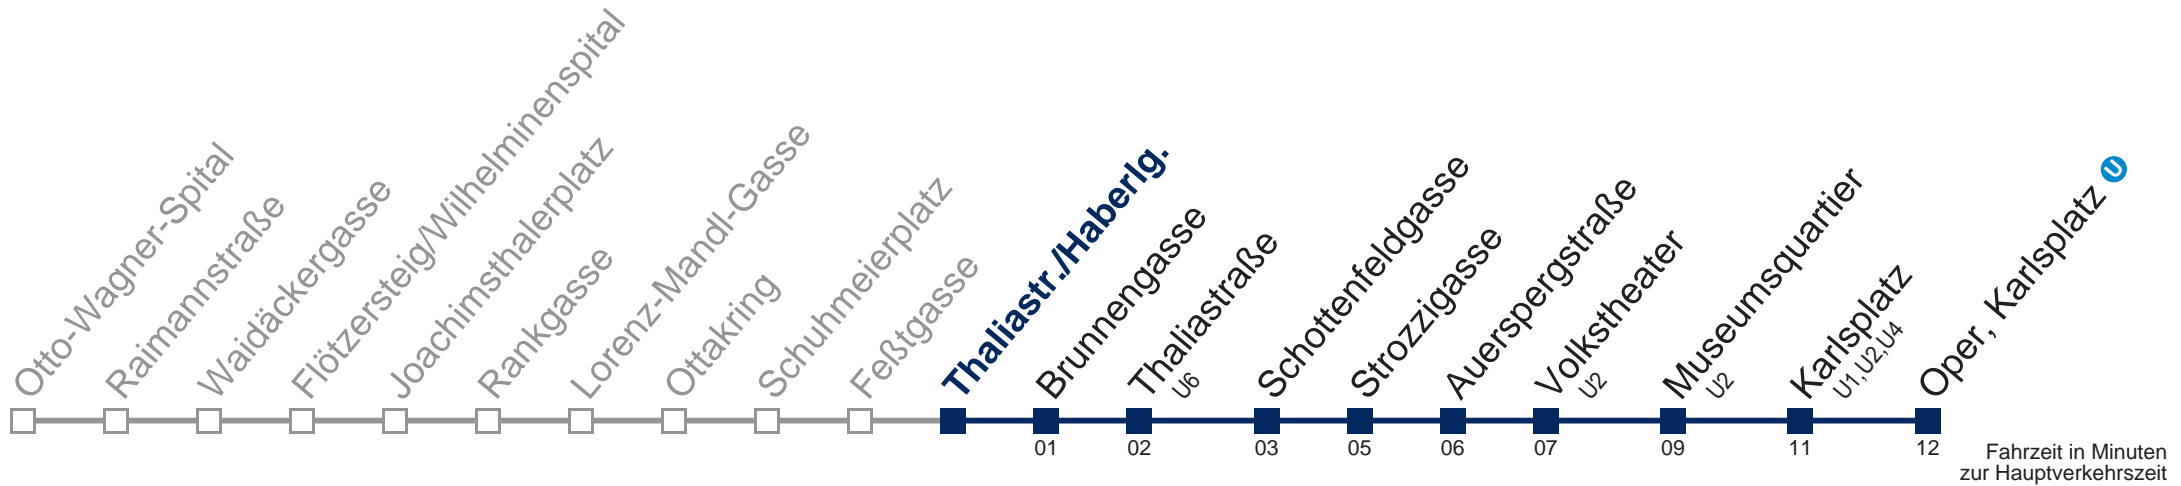 Otto-Wagner-Spital
Raimannstraße
Waidäckergasse
Flötzersteig/Wilhelminenspital
Joachimsthalerplatz
Rankgasse
Lorenz-Mandl-Gasse
Ottakring
Schuhmeierplatz
Feßtgasse
Thaliastr./Haberlg.
Brunnengasse
01
Thaliastraße
U6
02
Schottenfeldgasse
03
Strozzigasse
05
Auerspergstraße
06
Volkstheater
U2
07
Museumsquartier
U2
09
Karlsplatz
U1,U2,U4
11
Oper, Karlsplatz U
12
Fahrzeit in Minuten
zur Hauptverkehrszeit